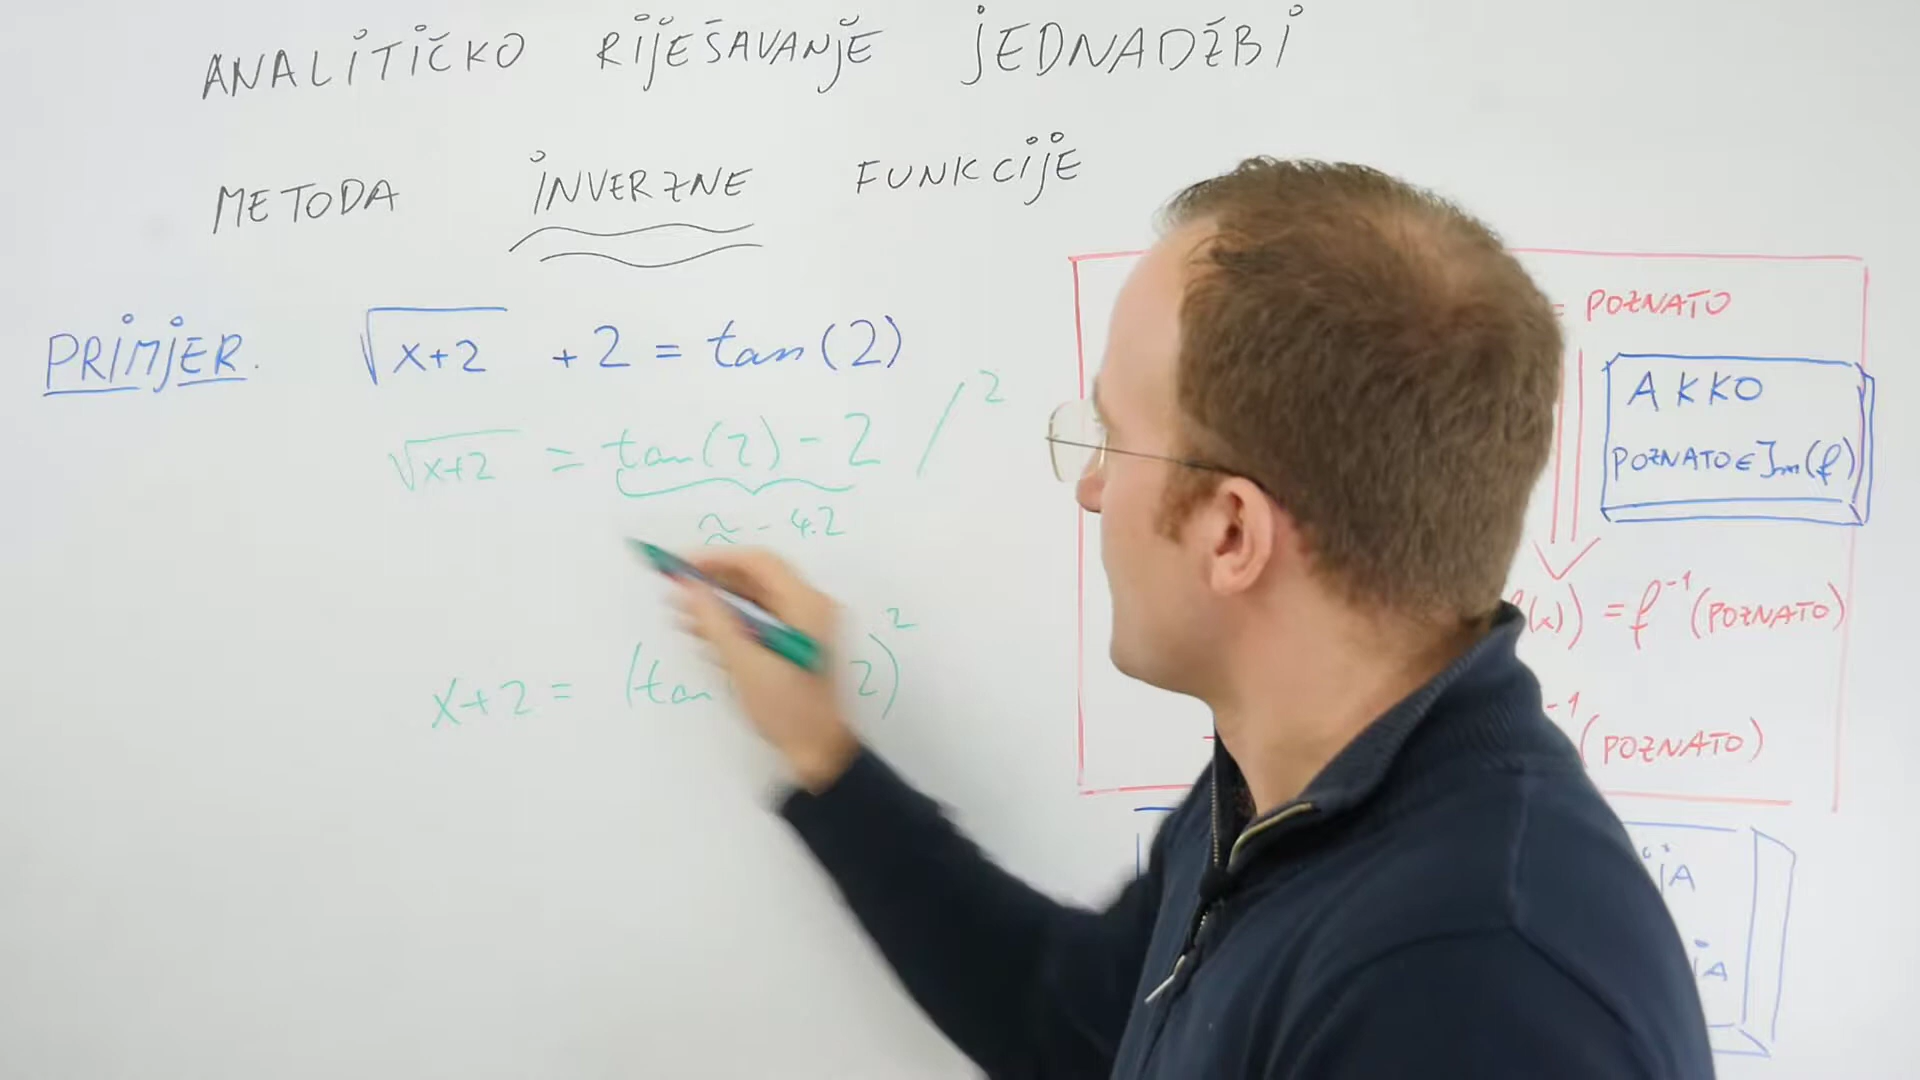 ANALITIČKO RIJEŠAVANJE JEDNADŽBI
METODA INVERZNE FUNKCIJE
PRIMJER. √(x+2) + 2 = tan(2)
√(x+2) = tan(2) - 2 / ²
≈ - 4.2
x+2 = (tan 2)²
= POZNATO
AKKO
POZNATO ∈ Im(f)
(x)) = f⁻¹(POZNATO)
⁻¹(POZNATO)